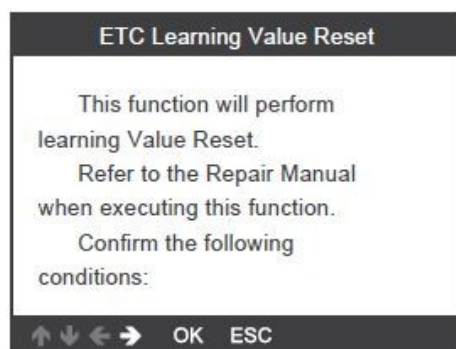 ETC Learning Value Reset
This function will perform
learning Value Reset.
Refer to the Repair Manual
when executing this function.
Confirm the following
conditions:
OK ESC